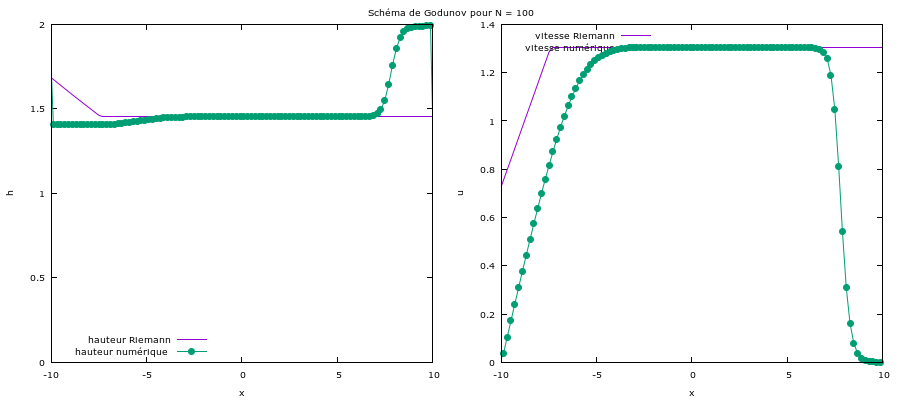 Schéma de Godunov pour N = 100
2
1.5
1
0.5
0
h
-10
-5
0
5
10
x
hauteur Riemann
hauteur numérique
1.4
1.2
1
0.8
0.6
0.4
0.2
0
u
-10
-5
0
5
10
x
vitesse Riemann
vitesse numérique